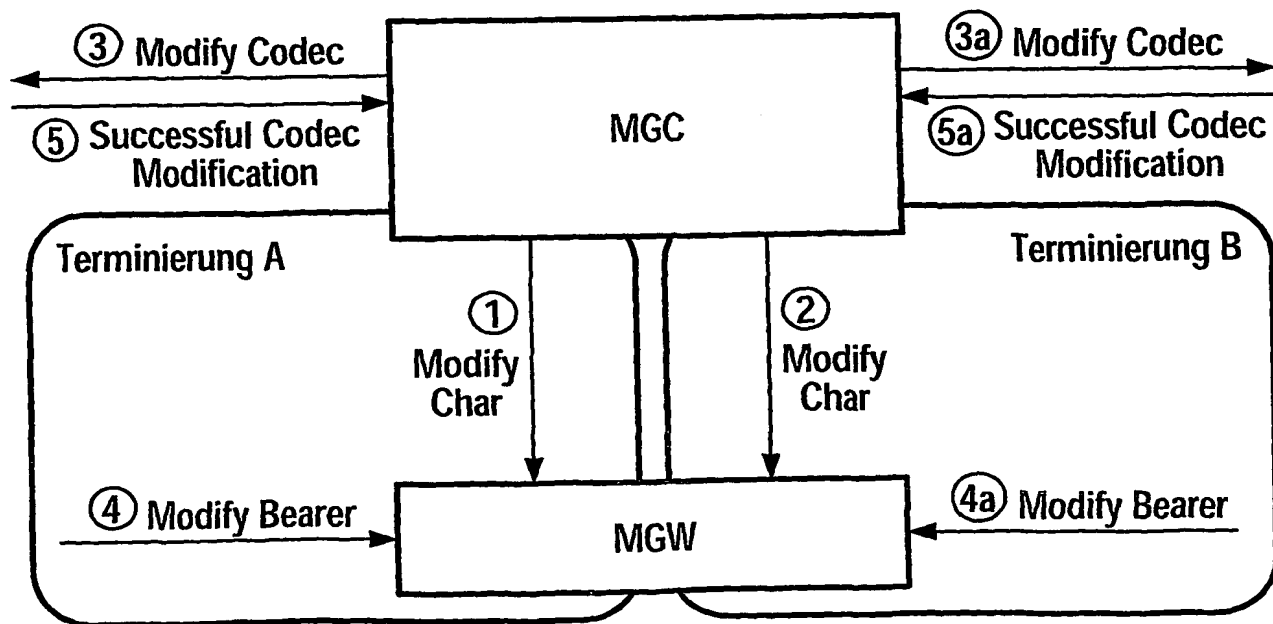 ③ Modify Codec
⑤ Successful Codec
Modification
MGC
3a Modify Codec
5a Successful Codec
Modification
Terminierung A
Terminierung B
① Modify
Char
② Modify
Char
④ Modify Bearer
MGW
4a Modify Bearer